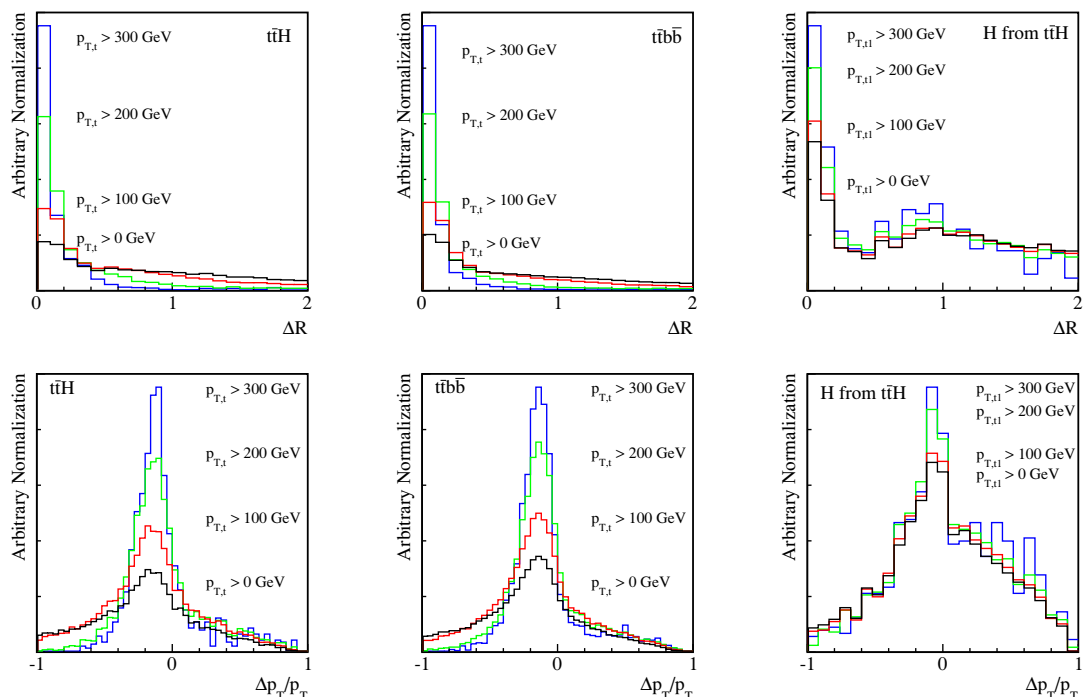 Arbitrary Normalization
tt̄H
p_T,t > 300 GeV
p_T,t > 200 GeV
p_T,t > 100 GeV
p_T,t > 0 GeV
0 1 2
ΔR
Arbitrary Normalization
tt̄bb̄
p_T,t > 300 GeV
p_T,t > 200 GeV
p_T,t > 100 GeV
p_T,t > 0 GeV
0 1 2
ΔR
Arbitrary Normalization
H from tt̄H
p_T,t1 > 300 GeV
p_T,t1 > 200 GeV
p_T,t1 > 100 GeV
p_T,t1 > 0 GeV
0 1 2
ΔR
Arbitrary Normalization
tt̄H
p_T,t > 300 GeV
p_T,t > 200 GeV
p_T,t > 100 GeV
p_T,t > 0 GeV
-1 0 1
Δp_T/p_T
Arbitrary Normalization
tt̄bb̄
p_T,t > 300 GeV
p_T,t > 200 GeV
p_T,t > 100 GeV
p_T,t > 0 GeV
-1 0 1
Δp_T/p_T
Arbitrary Normalization
H from tt̄H
p_T,t1 > 300 GeV
p_T,t1 > 200 GeV
p_T,t1 > 100 GeV
p_T,t1 > 0 GeV
-1 0 1
Δp_T/p_T